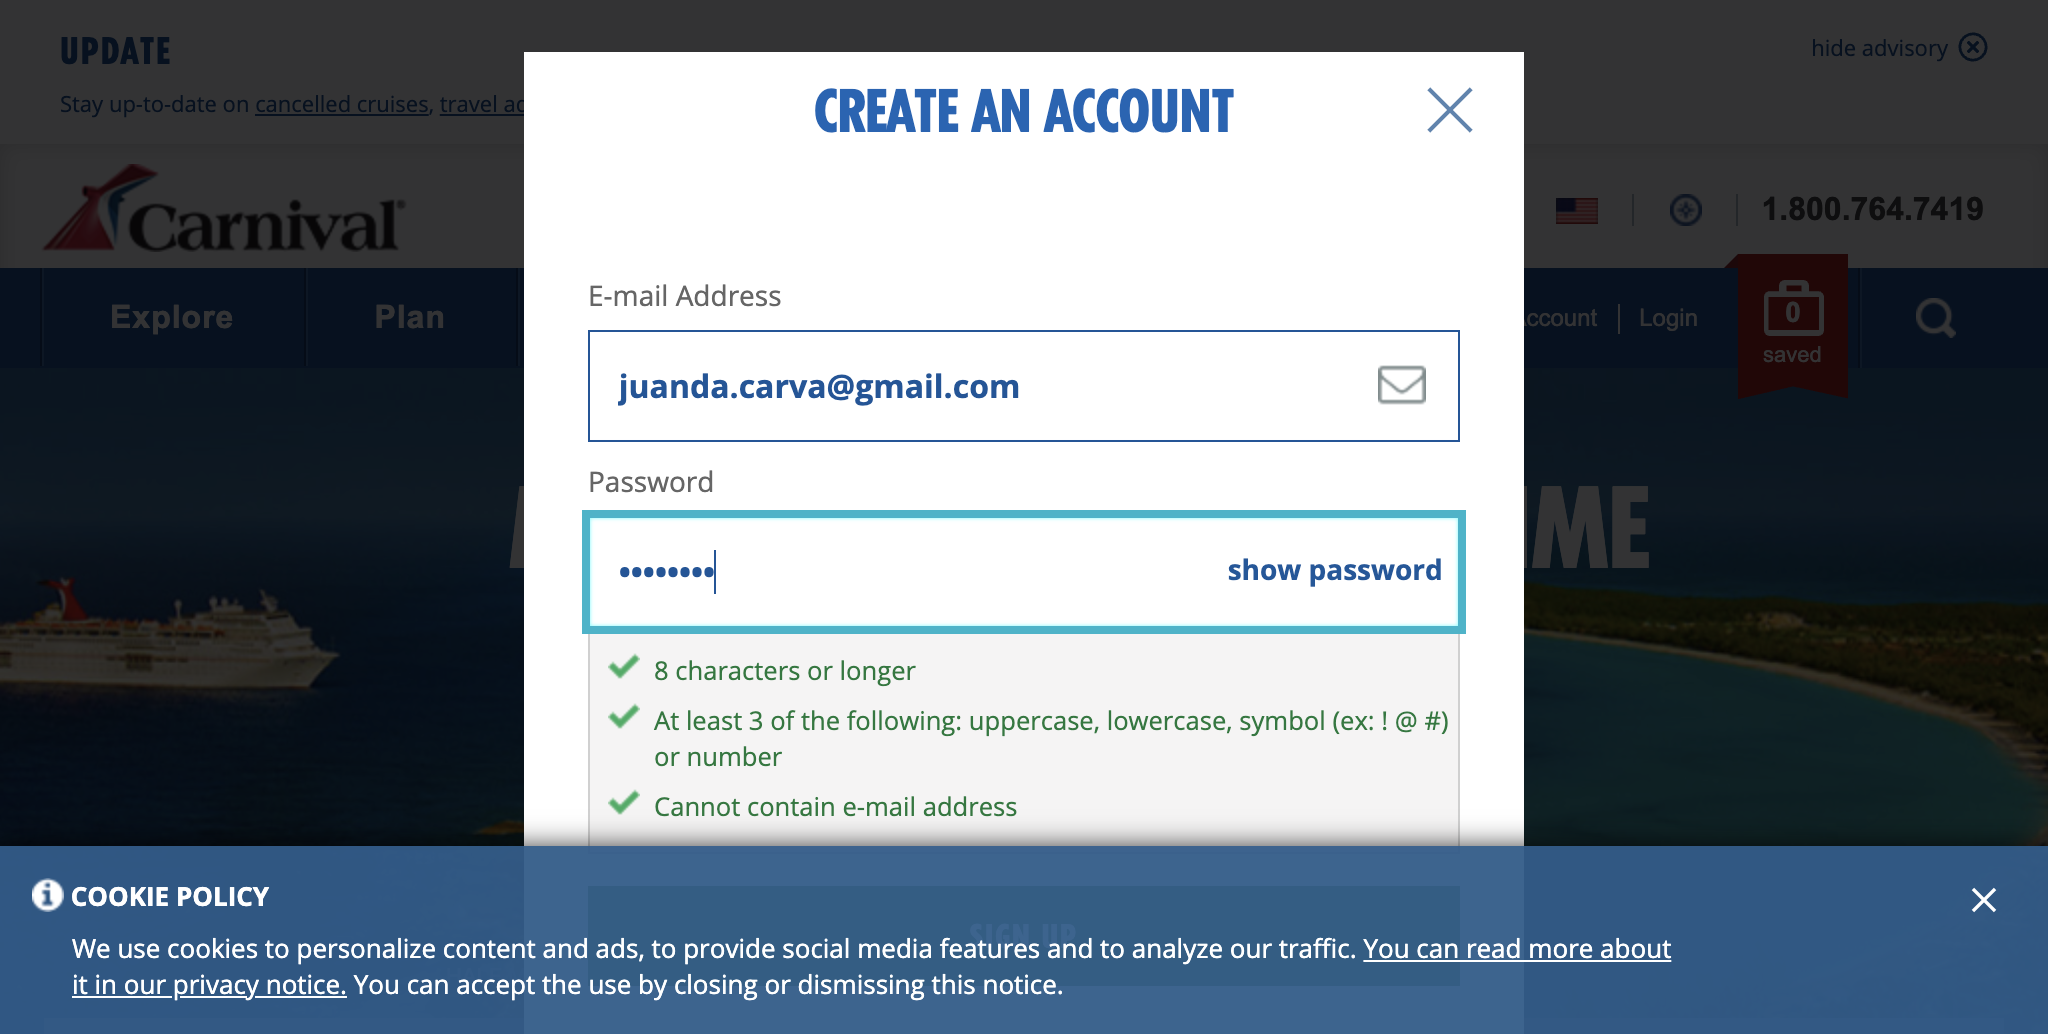 UPDATE
hide advisory
Stay up-to-date on cancelled cruises, travel
CREATE AN ACCOUNT
Carnival
1.800.764.7419
Explore
Plan
Login
0
saved
E-mail Address
juanda.carva@gmail.com
Password
••••••••
show password
8 characters or longer
At least 3 of the following: uppercase, lowercase, symbol (ex: ! @ #)
or number
Cannot contain e-mail address
SIGN UP
COOKIE POLICY
We use cookies to personalize content and ads, to provide social media features and to analyze our traffic. You can read more about
it in our privacy notice. You can accept the use by closing or dismissing this notice.